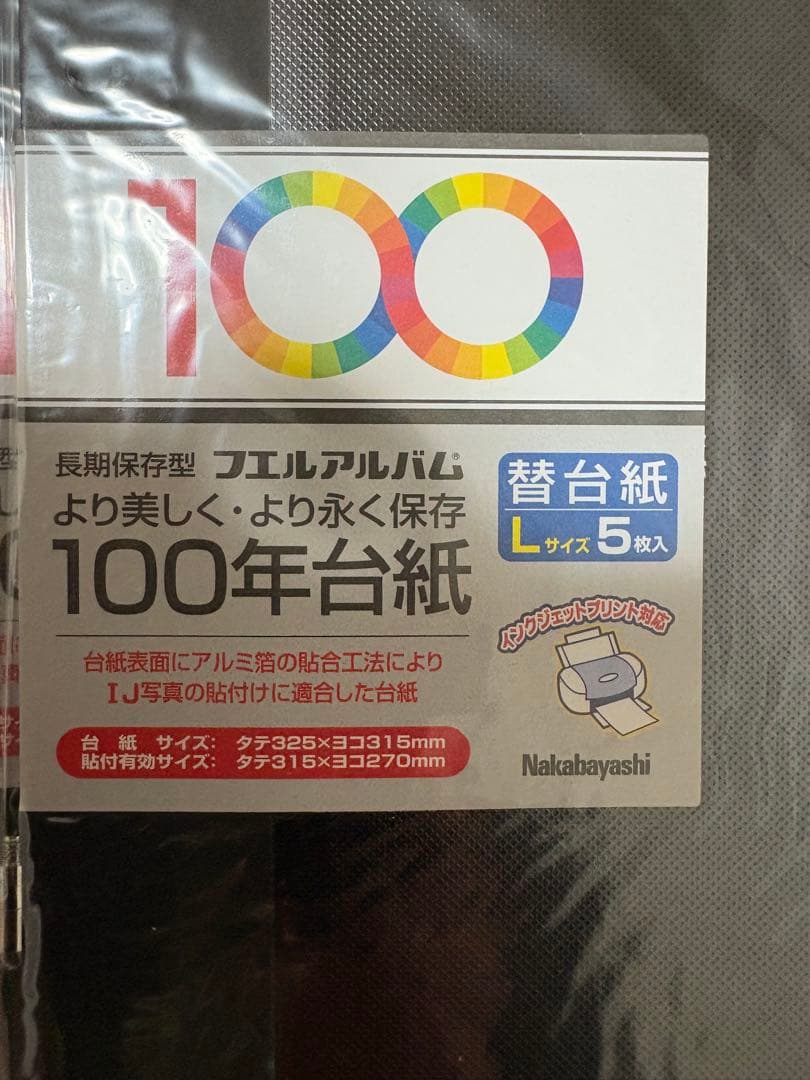 100
長期保存型 フエルアルバム®
より美しく・より永く保存
100年台紙
替台紙
Lサイズ 5枚入
インクジェットプリント対応
台紙表面にアルミ箔の貼合工法により
IJ写真の貼付けに適合した台紙
台紙サイズ: タテ325×ヨコ315mm
貼付有効サイズ: タテ315×ヨコ270mm
Nakabayashi